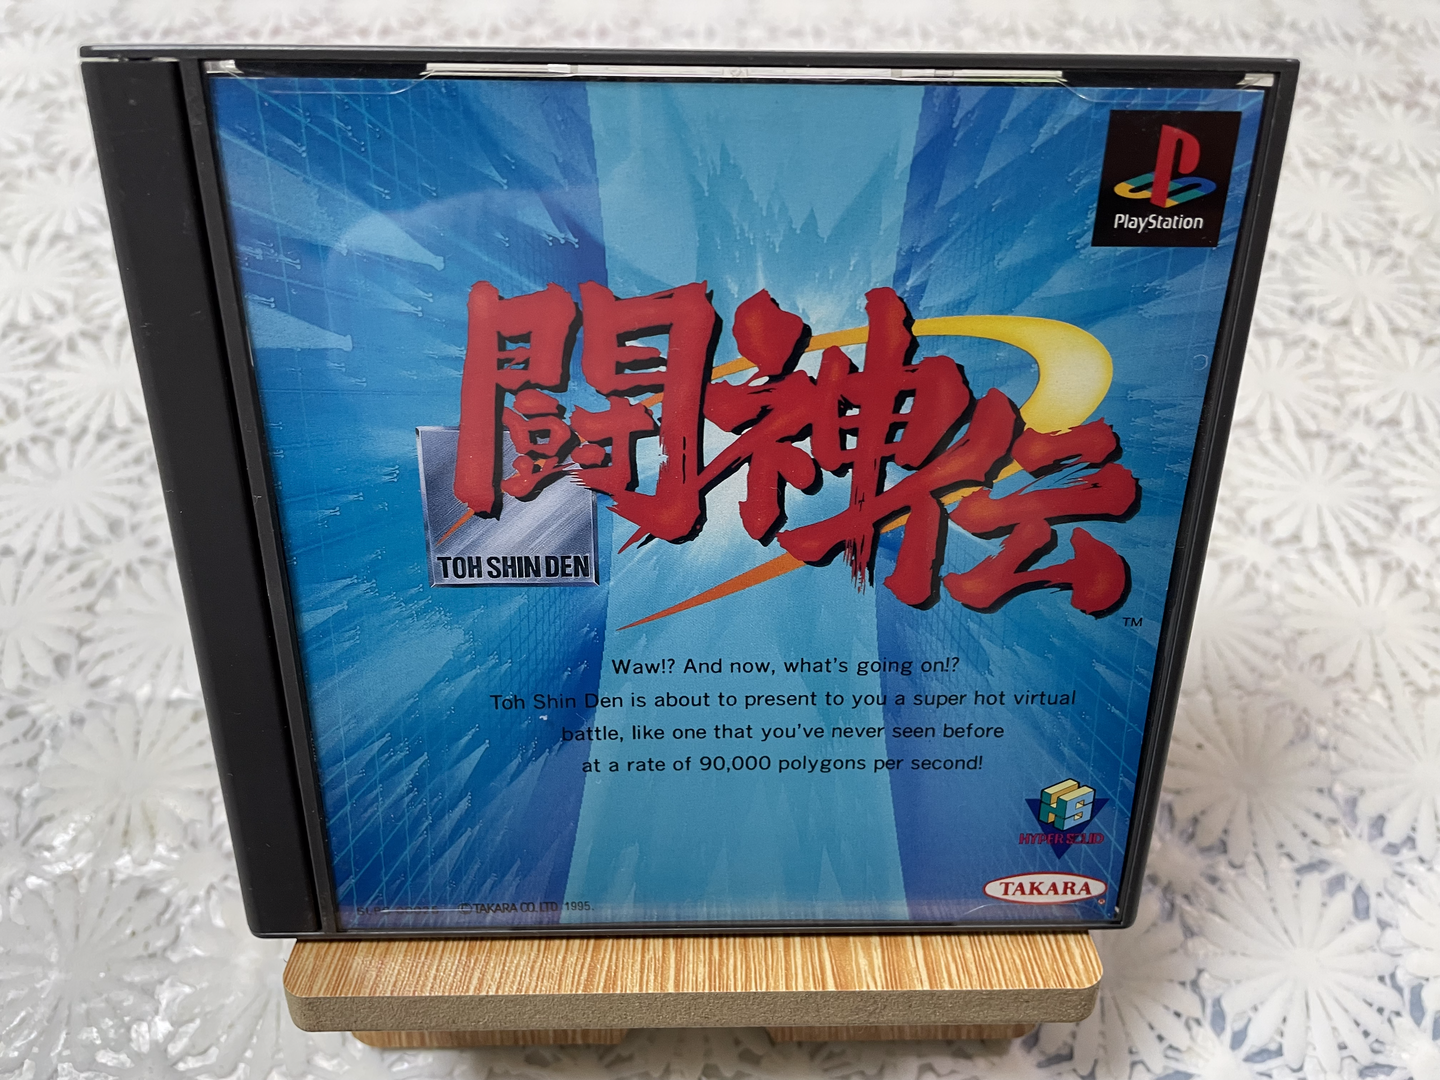 PlayStation
闘神伝
TOH SHIN DEN
TM
Waw!? And now, what's going on!?
Toh Shin Den is about to present to you a super hot virtual
battle, like one that you've never seen before
at a rate of 90,000 polygons per second!
HYPER SOLID
TAKARA
© TAKARA CO. LTD. 1995.